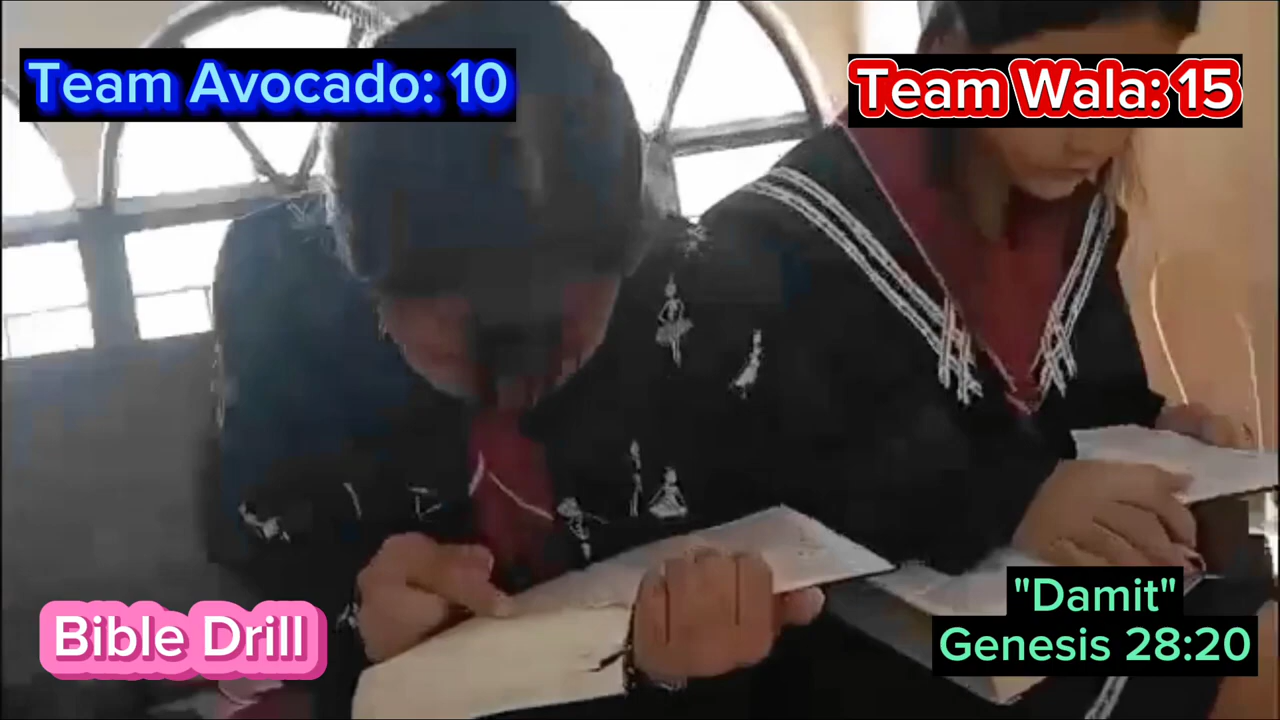 Team Avocado: 10
Team Wala: 15
Bible Drill
"Damit"
Genesis 28:20